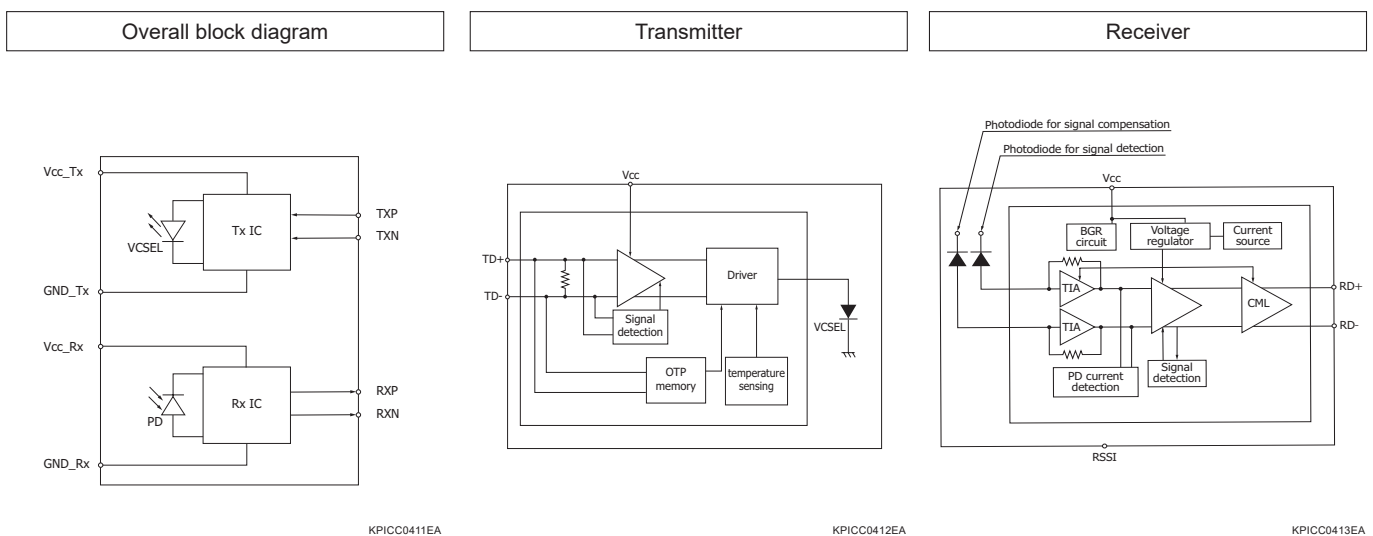 Overall block diagram
Transmitter
Receiver
Vcc_Tx
VCSEL
Tx IC
TXP
TXN
GND_Tx
Vcc_Rx
PD
Rx IC
RXP
RXN
GND_Rx
KPICC0411EA
Vcc
TD+
TD-
Signal
detection
Driver
VCSEL
OTP
memory
temperature
sensing
KPICC0412EA
Photodiode for signal compensation
Photodiode for signal detection
Vcc
BGR
circuit
Voltage
regulator
Current
source
TIA
TIA
CML
RD+
RD-
PD current
detection
Signal
detection
RSSI
KPICC0413EA